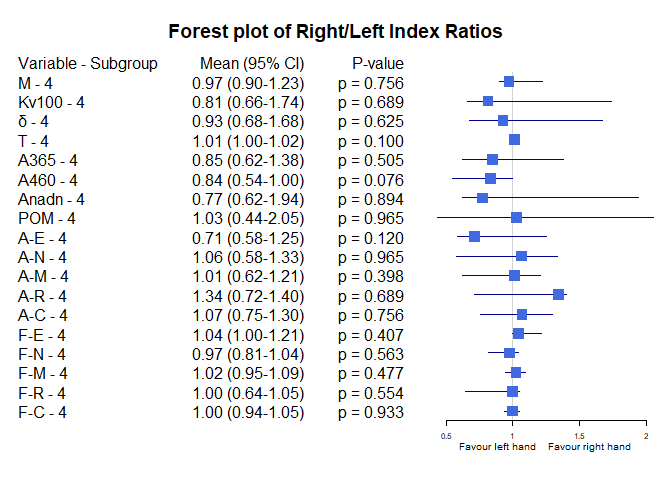 Forest plot of Right/Left Index Ratios
Variable - Subgroup Mean (95% CI) P-value
M - 4 0.97 (0.90-1.23) p = 0.756
Kv100 - 4 0.81 (0.66-1.74) p = 0.689
δ - 4 0.93 (0.68-1.68) p = 0.625
T - 4 1.01 (1.00-1.02) p = 0.100
A365 - 4 0.85 (0.62-1.38) p = 0.505
A460 - 4 0.84 (0.54-1.00) p = 0.076
Anadn - 4 0.77 (0.62-1.94) p = 0.894
POM - 4 1.03 (0.44-2.05) p = 0.965
A-E - 4 0.71 (0.58-1.25) p = 0.120
A-N - 4 1.06 (0.58-1.33) p = 0.965
A-M - 4 1.01 (0.62-1.21) p = 0.398
A-R - 4 1.34 (0.72-1.40) p = 0.689
A-C - 4 1.07 (0.75-1.30) p = 0.756
F-E - 4 1.04 (1.00-1.21) p = 0.407
F-N - 4 0.97 (0.81-1.04) p = 0.563
F-M - 4 1.02 (0.95-1.09) p = 0.477
F-R - 4 1.00 (0.64-1.05) p = 0.554
F-C - 4 1.00 (0.94-1.05) p = 0.933
0.5 1 1.5 2
Favour left hand Favour right hand